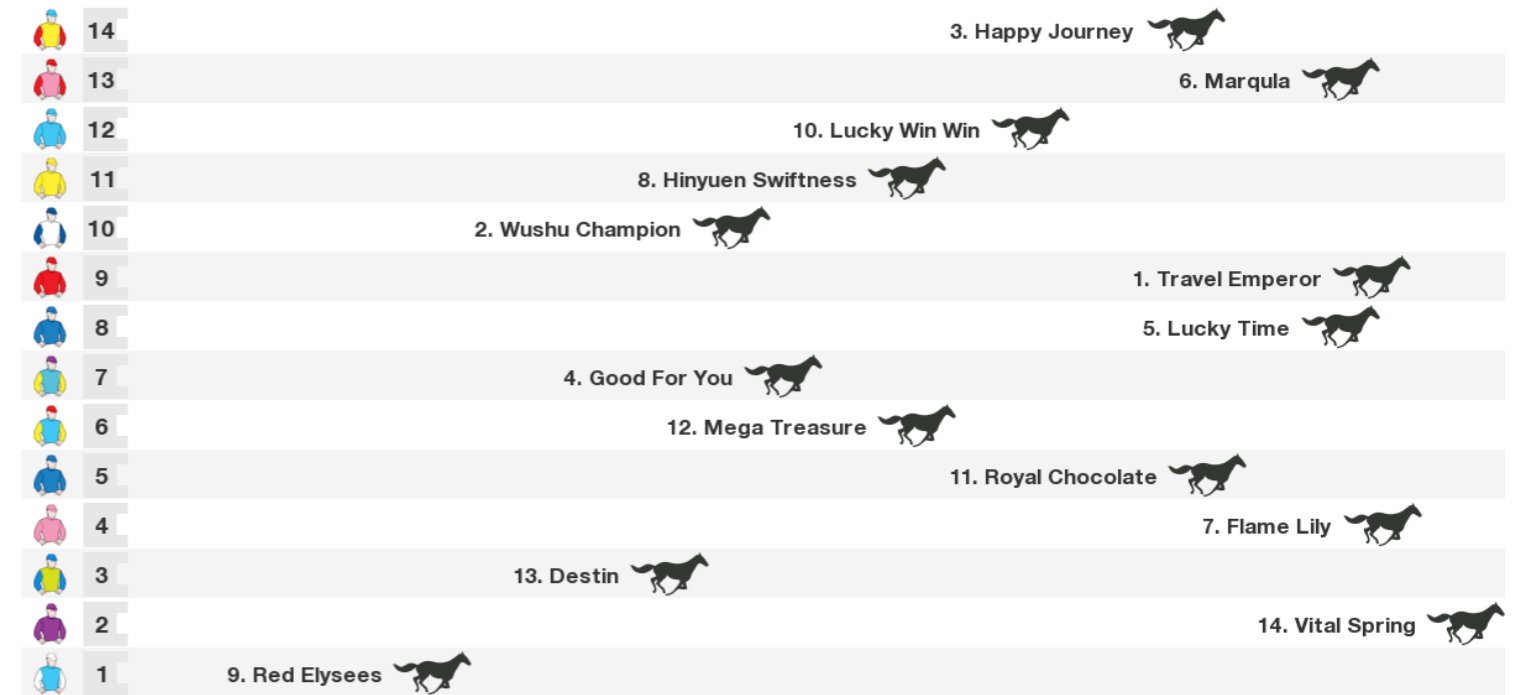 14 3. Happy Journey
13 6. Marqula
12 10. Lucky Win Win
11 8. Hinyuen Swiftness
10 2. Wushu Champion
9 1. Travel Emperor
8 5. Lucky Time
7 4. Good For You
6 12. Mega Treasure
5 11. Royal Chocolate
4 7. Flame Lily
3 13. Destin
2 14. Vital Spring
1 9. Red Elysees